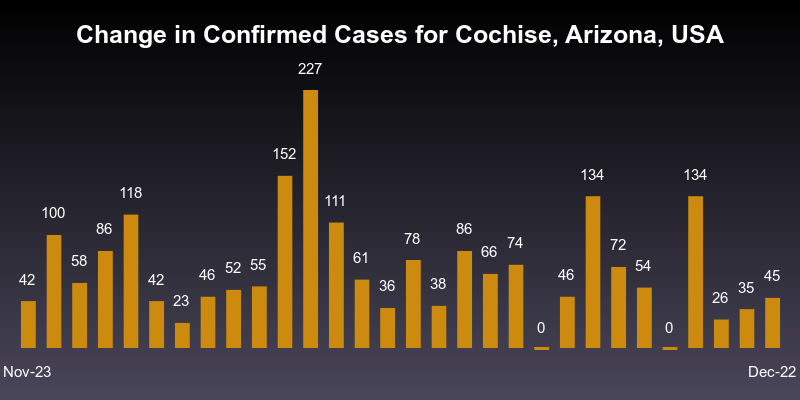 Change in Confirmed Cases for Cochise, Arizona, USA
42 100 58 86 118 42 23 46 52 55 152 227 111 61 36 78 38 86 66 74 0 46 134 72 54 0 134 26 35 45
Nov-23 Dec-22